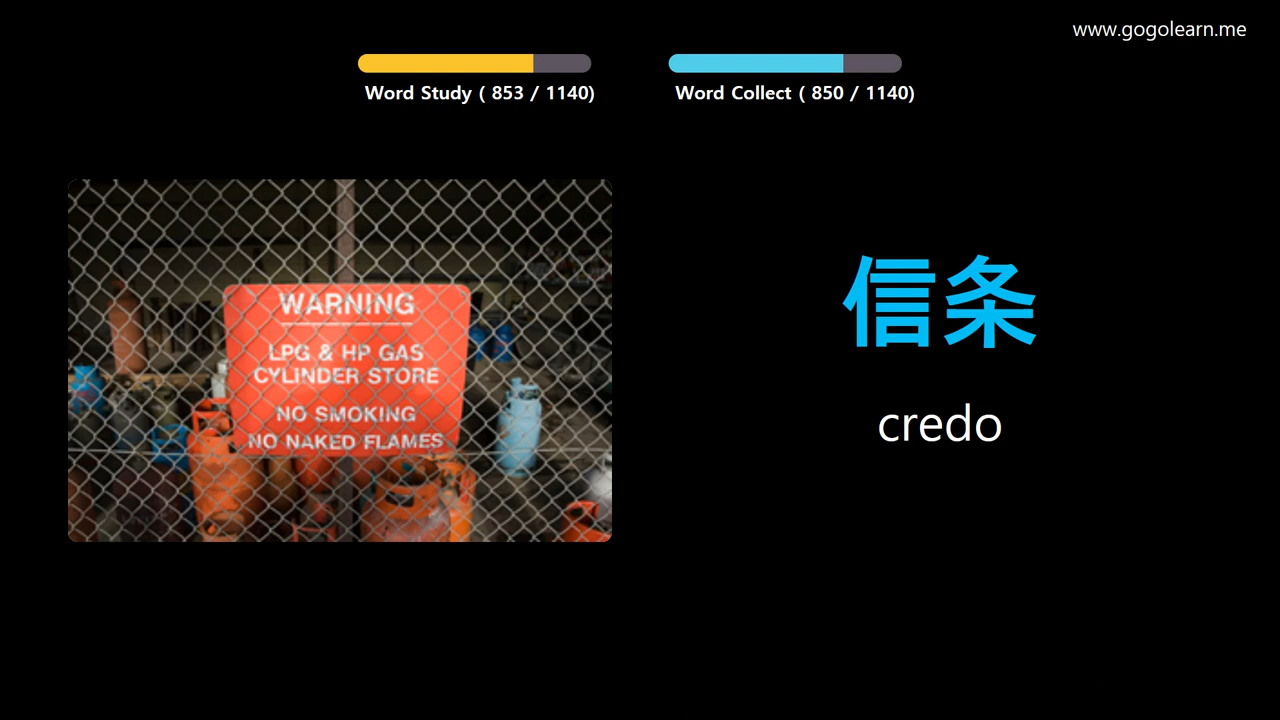 www.gogolearn.me
Word Study ( 853 / 1140)
Word Collect ( 850 / 1140)
WARNING
LPG & HP GAS
CYLINDER STORE
NO SMOKING
NO NAKED FLAMES
信条
credo